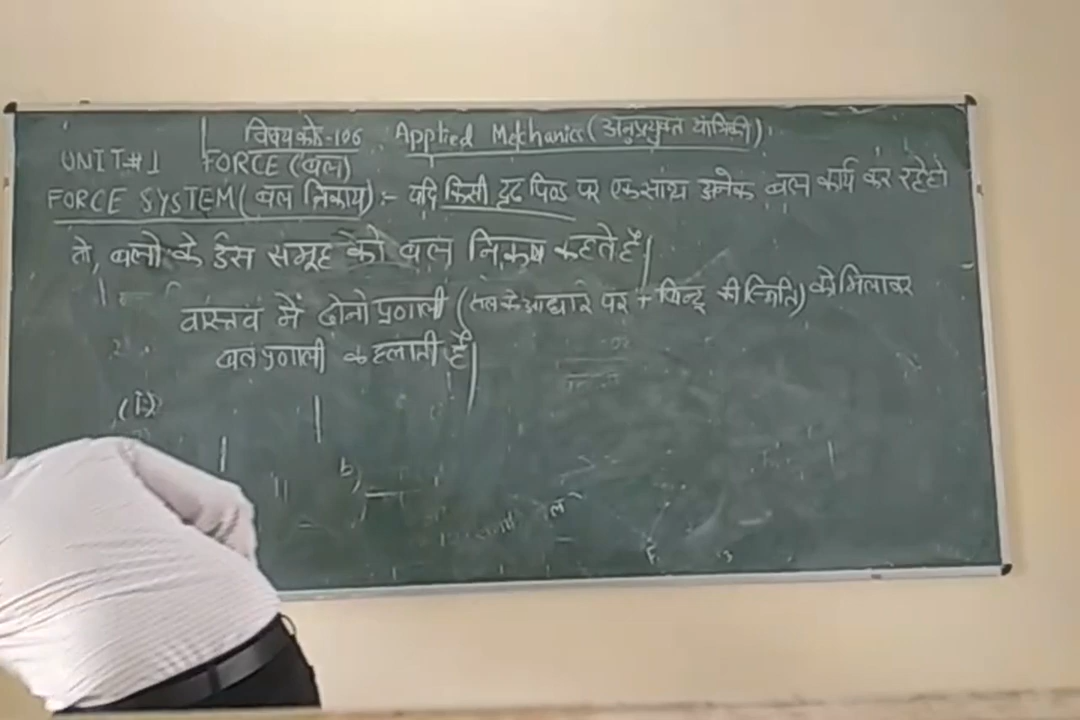 विषय कोड-106 Applied Mechanics (अनुप्रयुक्त यांत्रिकी)
UNIT#1 FORCE (बल)
FORCE SYSTEM (बल निकाय) :- यदि किसी दृढ़ पिण्ड पर एक साथ अनेक बल कार्य कर रहे हो
तो, बलो के इस समूह को बल निकाय कहते हैं|
वास्तव में दोनो प्रणाली (तल के आधार पर + बिन्दू की स्थिति) को मिलाकर
बल प्रणाली कहलाती है|
(i)
b)